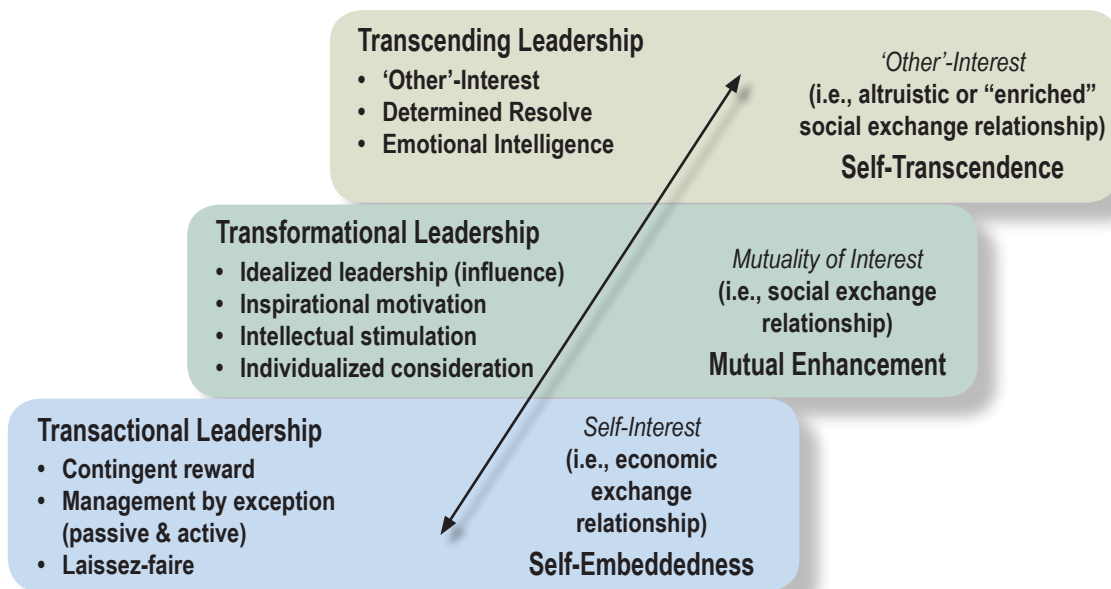 Transcending Leadership
• ‘Other’-Interest
• Determined Resolve
• Emotional Intelligence
‘Other’-Interest
(i.e., altruistic or “enriched”
social exchange relationship)
Self-Transcendence
Transformational Leadership
• Idealized leadership (influence)
• Inspirational motivation
• Intellectual stimulation
• Individualized consideration
Mutuality of Interest
(i.e., social exchange
relationship)
Mutual Enhancement
Transactional Leadership
• Contingent reward
• Management by exception
(passive & active)
• Laissez-faire
Self-Interest
(i.e., economic
exchange
relationship)
Self-Embeddedness